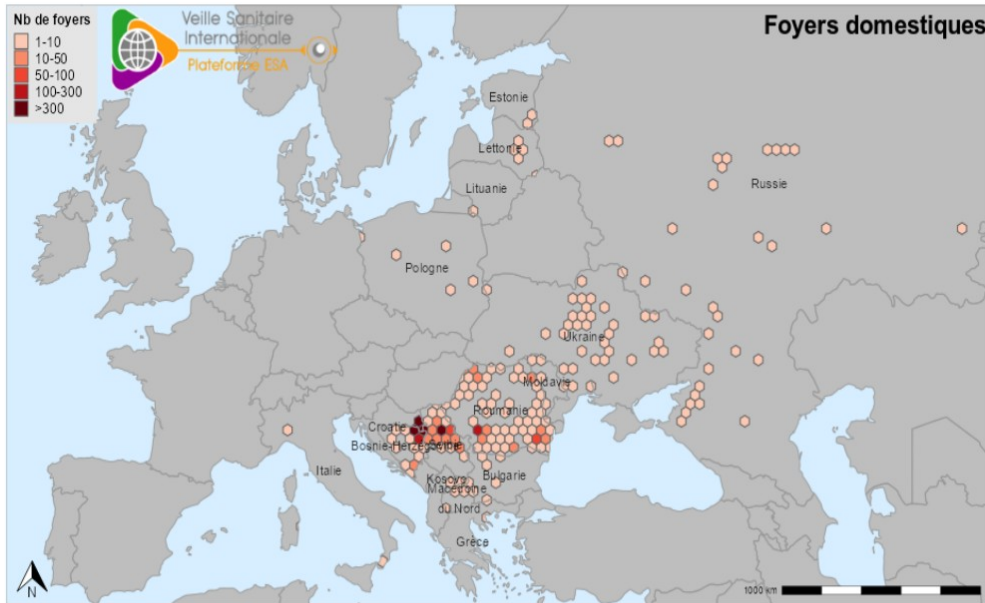 Nb de foyers
1-10
10-50
50-100
100-300
>300
Veille Sanitaire
Internationale
Plateforme ESA
Foyers domestiques
Estonie
Lettonie
Lituanie
Russie
Pologne
Ukraine
Moldavie
Roumanie
Croatie
Bosnie-Herzégovine
Serbie
Italie
Kosovo
Bulgarie
Macédoine
du Nord
Grèce
N
1000 km